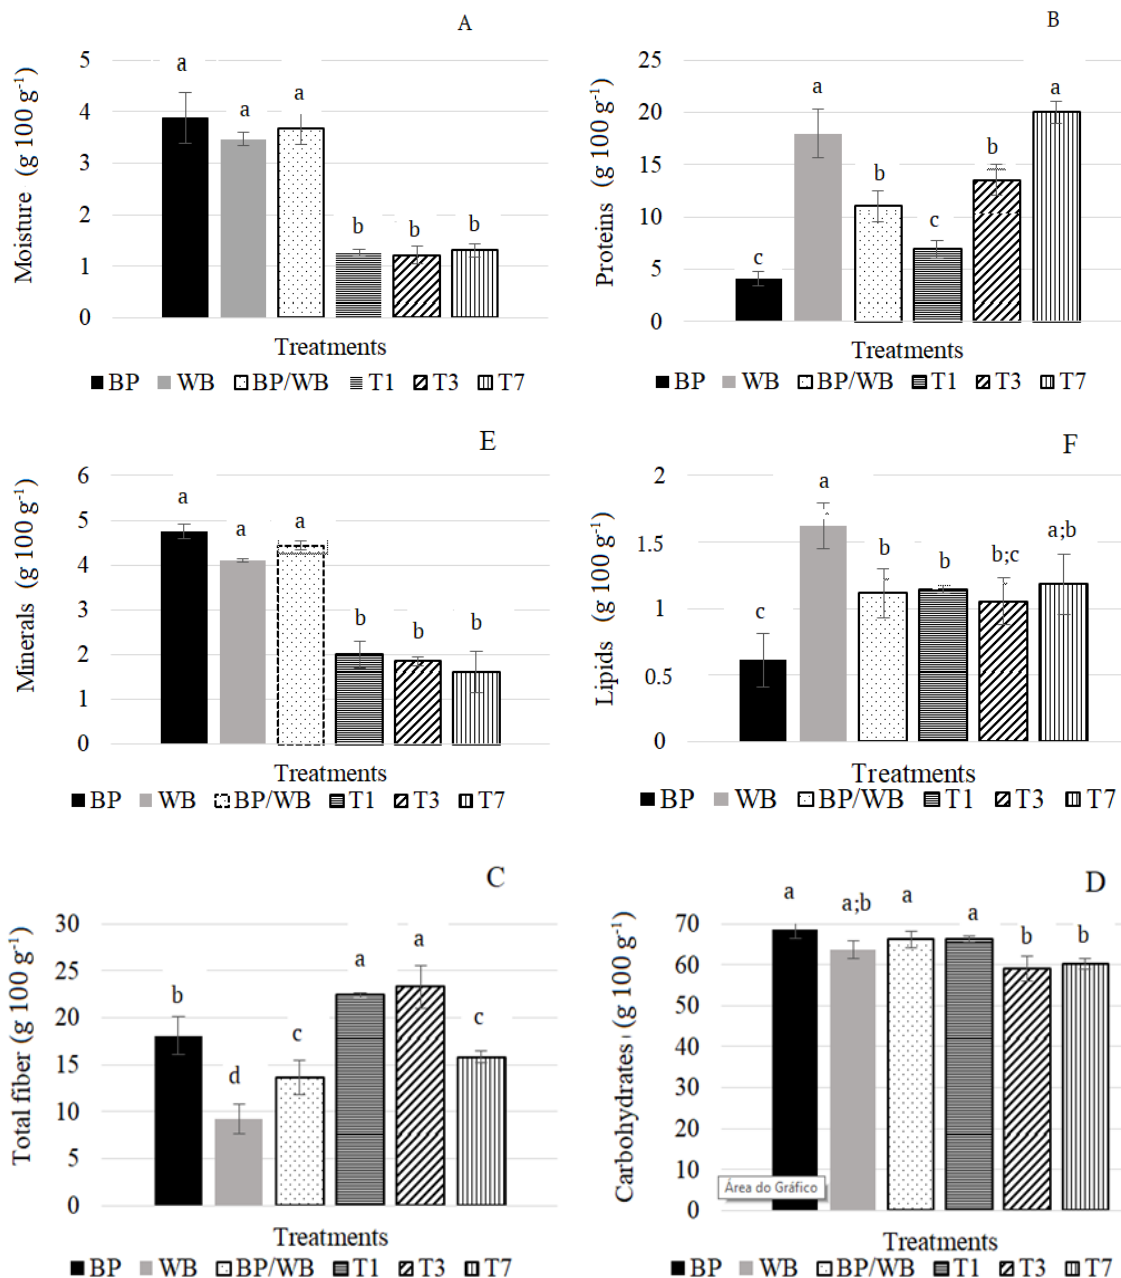 A
Moisture (g 100 g⁻¹)
5
4
3
2
1
0
a
a
a
b
b
b
Treatments
BP WB BP/WB T1 T3 T7
B
Proteins (g 100 g⁻¹)
25
20
15
10
5
0
c
a
b
c
b
a
Treatments
BP WB BP/WB T1 T3 T7
E
Minerals (g 100 g⁻¹)
6
5
4
3
2
1
0
a
a
a
b
b
b
Treatments
BP WB BP/WB T1 T3 T7
F
Lipids (g 100 g⁻¹)
2
1.5
1
0.5
0
c
a
b
b
b;c
a;b
Treatments
BP WB BP/WB T1 T3 T7
C
Total fiber (g 100 g⁻¹)
30
25
20
15
10
5
0
b
d
c
a
a
c
Treatments
BP WB BP/WB T1 T3 T7
D
Carbohydrates (g 100 g⁻¹)
70
60
50
40
30
20
10
0
a
a;b
a
a
b
b
Área do Gráfico
Treatments
BP WB BP/WB T1 T3 T7